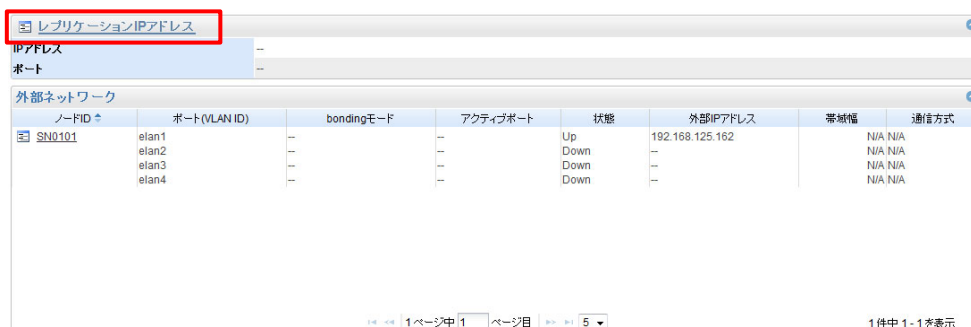 レプリケーションIPアドレス
IPアドレス --
ポート --
外部ネットワーク
ノードID ポート(VLAN ID) bondingモード アクティブポート 状態 外部IPアドレス 帯域幅 通信方式
SN0101 elan1 -- -- Up 192.168.125.162 N/A N/A
elan2 -- -- Down -- N/A N/A
elan3 -- -- Down -- N/A N/A
elan4 -- -- Down -- N/A N/A
1ページ中 1 ページ目 5 1件中 1 - 1を表示